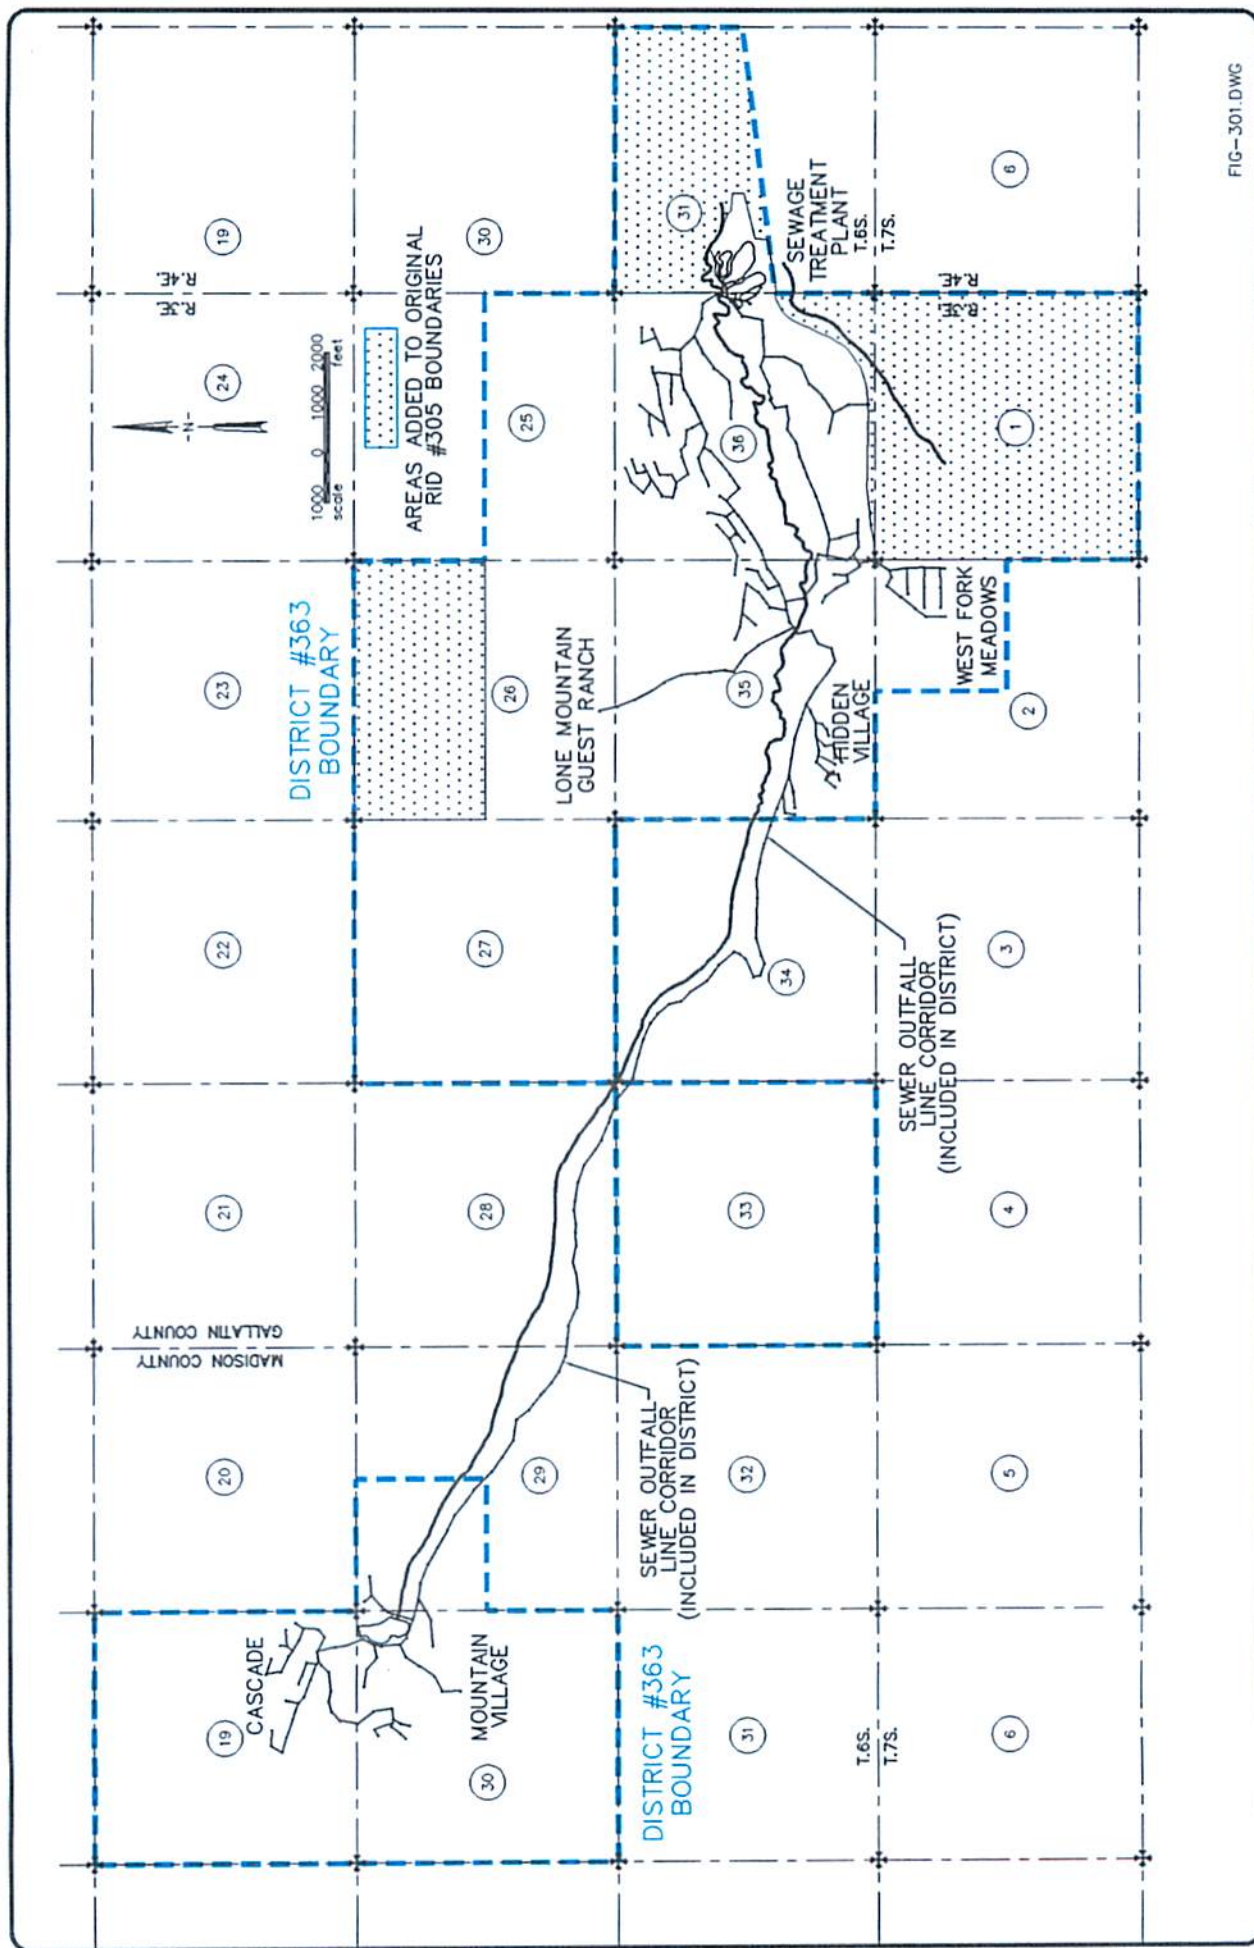 19
20
21
22
23
24
19
MADISON COUNTY
GALLATIN COUNTY
R.3E.
R.4E.
-N-
1000 0 1000 2000
scale
feet
CASCADE
DISTRICT #363
BOUNDARY
AREAS ADDED TO ORIGINAL
RID #305 BOUNDARIES
30
MOUNTAIN
VILLAGE
29
28
27
26
25
30
LONE MOUNTAIN
GUEST RANCH
DISTRICT #363
BOUNDARY
SEWER OUTFALL
LINE CORRIDOR
(INCLUDED IN DISTRICT)
31
32
33
34
35
36
31
HIDDEN
VILLAGE
SEWAGE
TREATMENT
PLANT
T.6S.
T.7S.
T.6S.
T.7S.
SEWER OUTFALL
LINE CORRIDOR
(INCLUDED IN DISTRICT)
WEST FORK
MEADOWS
R.3E.
R.4E.
6
5
4
3
2
1
6
FIG-301.DWG